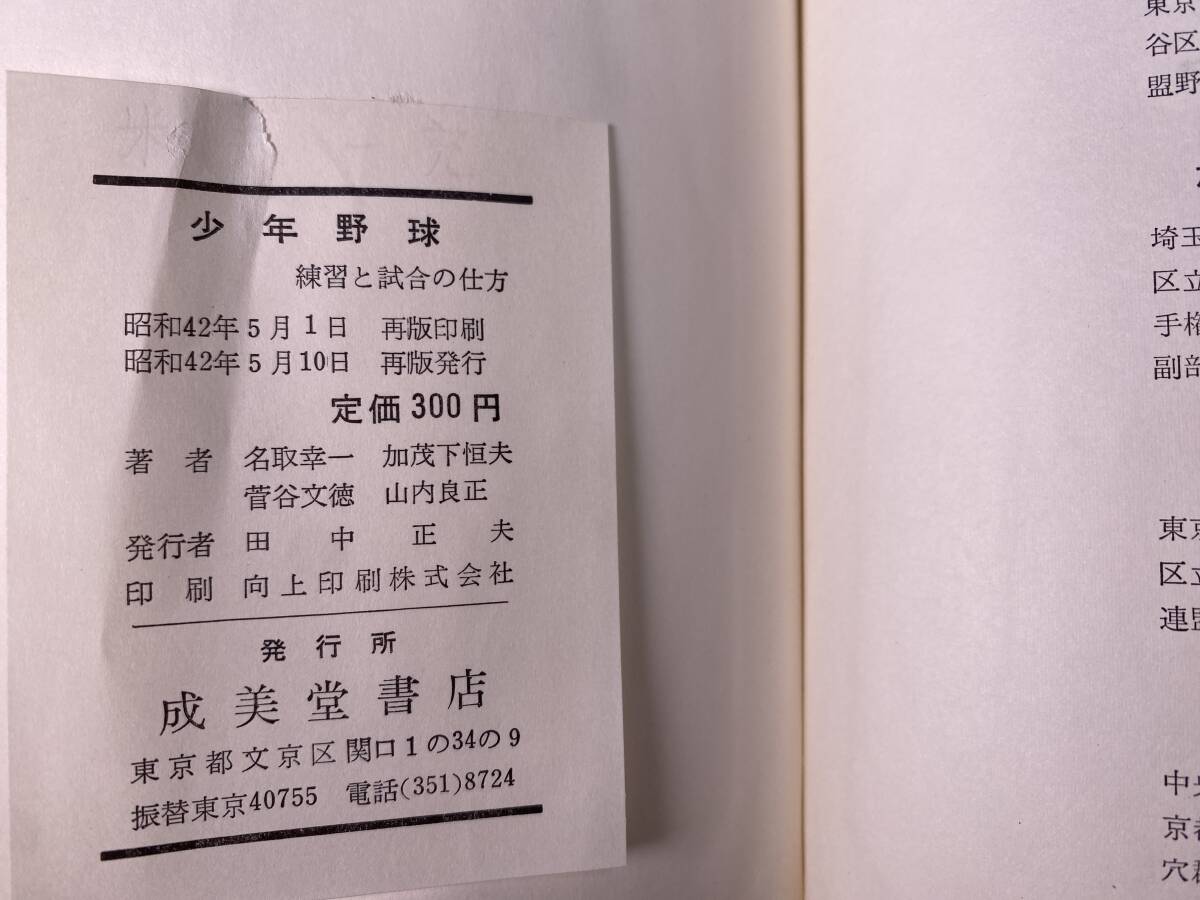 少年野球
練習と試合の仕方
昭和42年5月1日 再版印刷
昭和42年5月10日 再版発行
定価300円
著者 名取幸一 加茂下恒夫
菅谷文徳 山内良正
発行者 田中正夫
印刷 向上印刷株式会社
発行所
成美堂書店
東京都文京区関口1の34の9
振替東京40755 電話(351)8724
東京
谷区
盟野
埼玉
区立
手権
副部
東京
区立
連盟
中央
京都
穴群